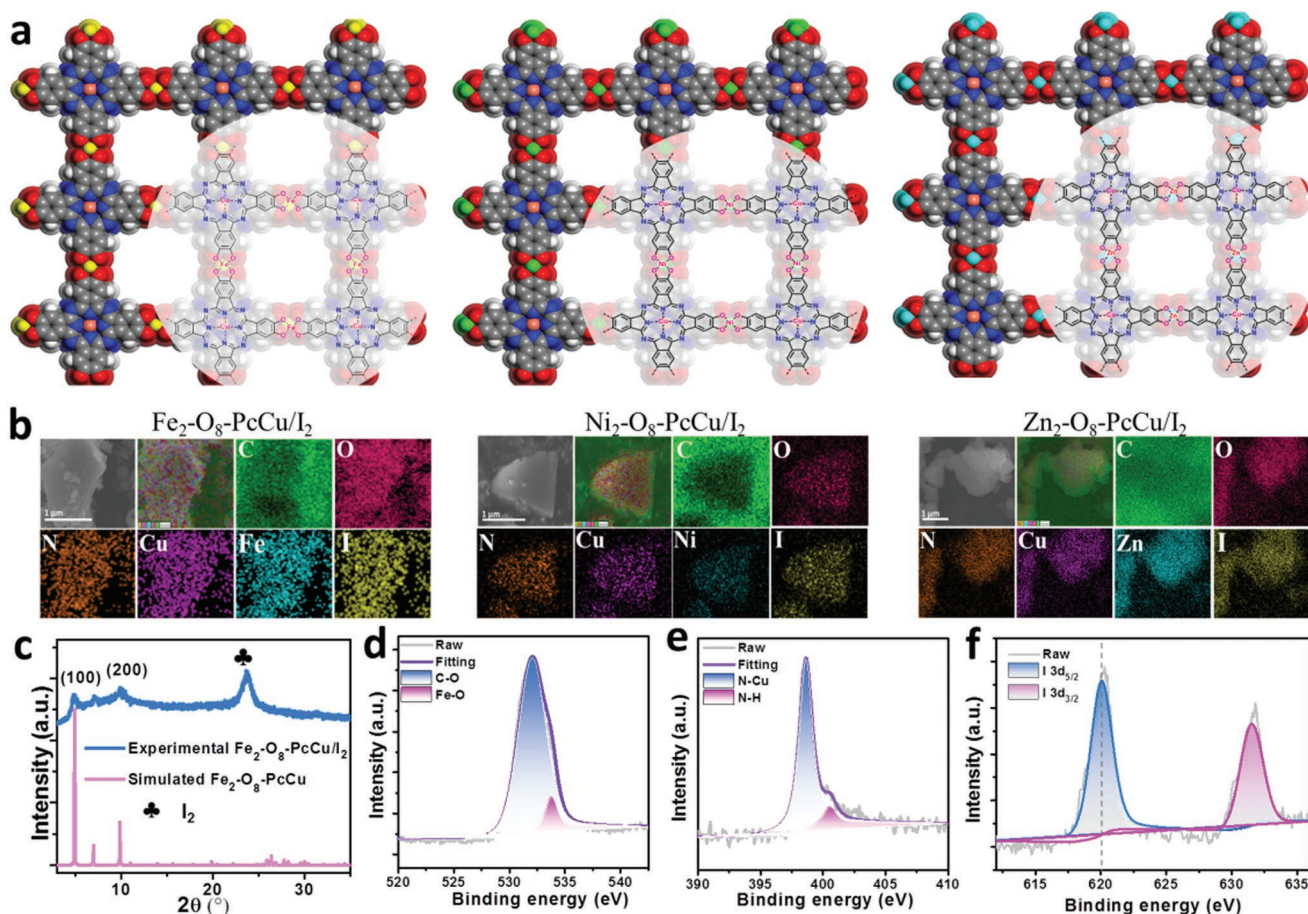 a
b
Fe₂-O₈-PcCu/I₂
C
O
1 μm
N
Cu
Fe
I
Ni₂-O₈-PcCu/I₂
C
O
1 μm
N
Cu
Ni
I
Zn₂-O₈-PcCu/I₂
C
O
1 μm
N
Cu
Zn
I
c
(100)
(200)
♣
Experimental Fe₂-O₈-PcCu/I₂
Simulated Fe₂-O₈-PcCu
♣ I₂
Intensity (a.u.)
10 20 30
2θ (°)
d
Raw
Fitting
C-O
Fe-O
Intensity (a.u.)
520 525 530 535 540
Binding energy (eV)
e
Raw
Fitting
N-Cu
N-H
Intensity (a.u.)
390 395 400 405 410
Binding energy (eV)
f
Raw
I 3d₅/₂
I 3d₃/₂
Intensity (a.u.)
615 620 625 630 635
Binding energy (eV)